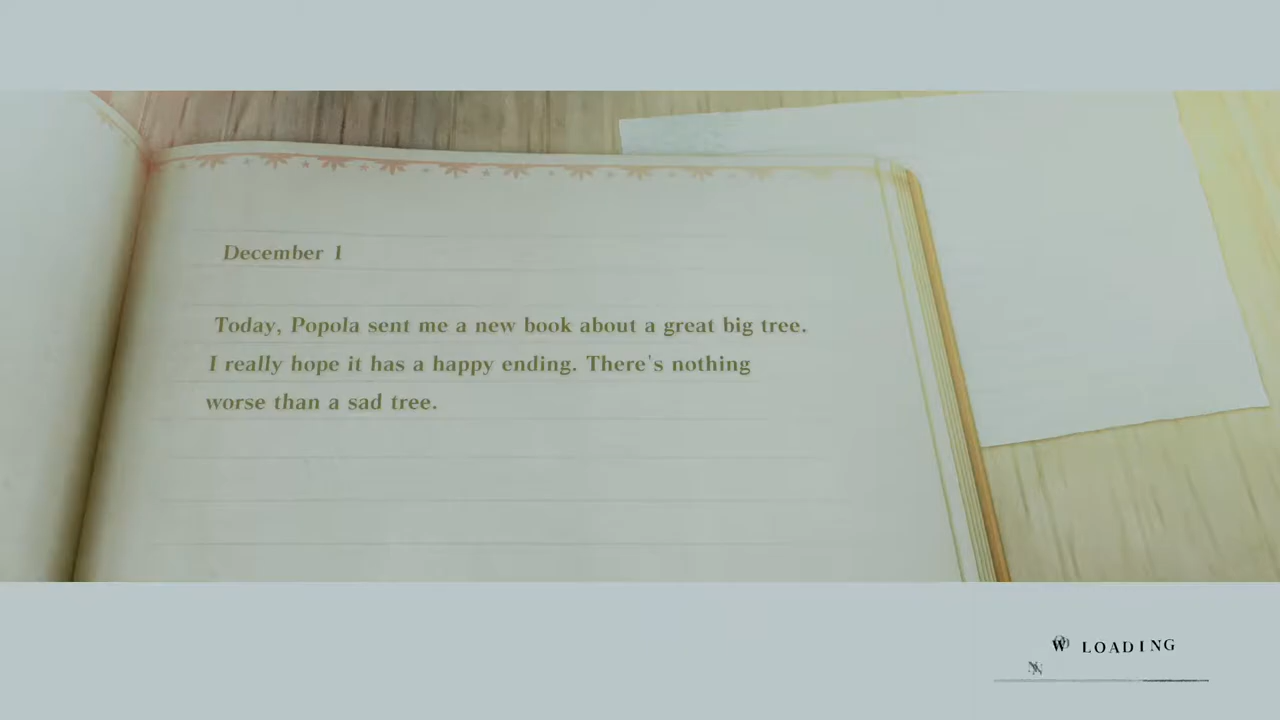 December 1
Today, Popola sent me a new book about a great big tree.
I really hope it has a happy ending. There's nothing
worse than a sad tree.
LOADING